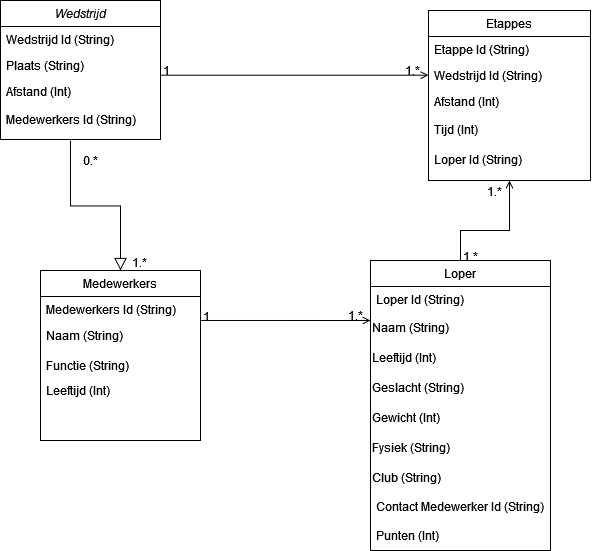 Wedstrijd
Wedstrijd Id (String)
Plaats (String)
Afstand (Int)
Medewerkers Id (String)
1
1.*
0.*
1.*
Etappes
Etappe Id (String)
Wedstrijd Id (String)
Afstand (Int)
Tijd (Int)
Loper Id (String)
1.*
1.*
Medewerkers
Medewerkers Id (String)
Naam (String)
Functie (String)
Leeftijd (Int)
1
1.*
Loper
Loper Id (String)
Naam (String)
Leeftijd (Int)
Geslacht (String)
Gewicht (Int)
Fysiek (String)
Club (String)
Contact Medewerker Id (String)
Punten (Int)